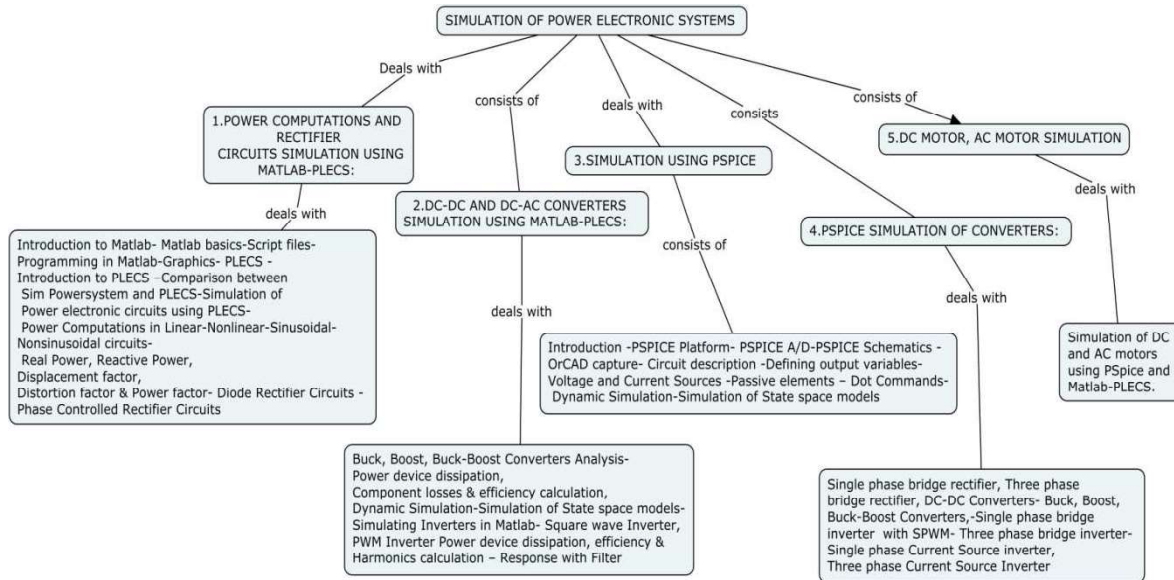 SIMULATION OF POWER ELECTRONIC SYSTEMS
Deals with
consists of
deals with
consists
consists of
1.POWER COMPUTATIONS AND
RECTIFIER
CIRCUITS SIMULATION USING
MATLAB-PLECS:
deals with
Introduction to Matlab- Matlab basics-Script files-
Programming in Matlab-Graphics- PLECS -
Introduction to PLECS -Comparison between
Sim Powersystem and PLECS-Simulation of
Power electronic circuits using PLECS-
Power Computations in Linear-Nonlinear-Sinusoidal-
Nonsinusoidal circuits-
Real Power, Reactive Power,
Displacement factor,
Distortion factor & Power factor- Diode Rectifier Circuits -
Phase Controlled Rectifier Circuits
2.DC-DC AND DC-AC CONVERTERS
SIMULATION USING MATLAB-PLECS:
deals with
Buck, Boost, Buck-Boost Converters Analysis-
Power device dissipation,
Component losses & efficiency calculation,
Dynamic Simulation-Simulation of State space models-
Simulating Inverters in Matlab- Square wave Inverter,
PWM Inverter Power device dissipation, efficiency &
Harmonics calculation – Response with Filter
3.SIMULATION USING PSPICE
consists of
Introduction -PSPICE Platform- PSPICE A/D-PSPICE Schematics -
OrCAD capture- Circuit description -Defining output variables-
Voltage and Current Sources -Passive elements – Dot Commands-
Dynamic Simulation-Simulation of State space models
4.PSPICE SIMULATION OF CONVERTERS:
deals with
Single phase bridge rectifier, Three phase
bridge rectifier, DC-DC Converters- Buck, Boost,
Buck-Boost Converters,-Single phase bridge
inverter with SPWM- Three phase bridge inverter-
Single phase Current Source inverter,
Three phase Current Source Inverter
5.DC MOTOR, AC MOTOR SIMULATION
deals with
Simulation of DC
and AC motors
using PSpice and
Matlab-PLECS.